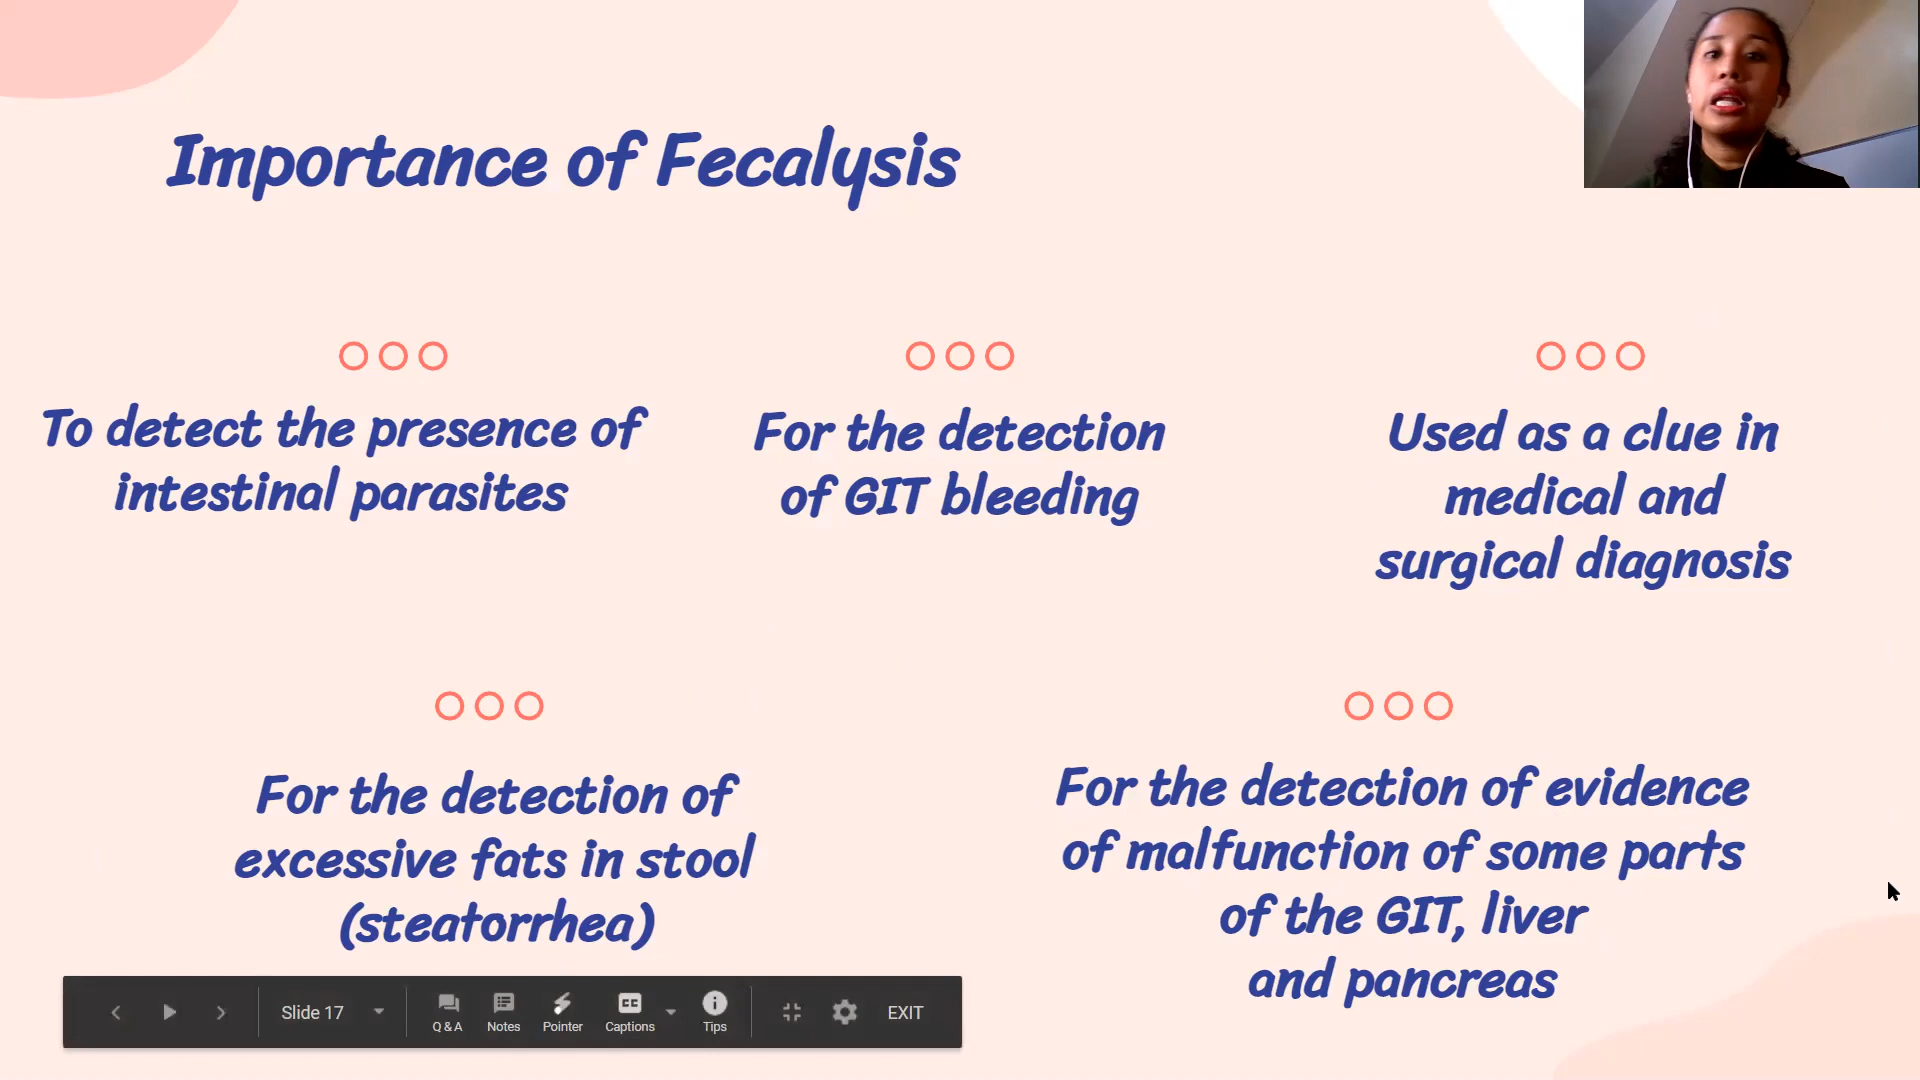 Importance of Fecalysis
To detect the presence of
intestinal parasites
For the detection
of GIT bleeding
Used as a clue in
medical and
surgical diagnosis
For the detection of
excessive fats in stool
(steatorrhea)
For the detection of evidence
of malfunction of some parts
of the GIT, liver
and pancreas
Slide 17
Q & A
Notes
Pointer
CC
Captions
Tips
EXIT